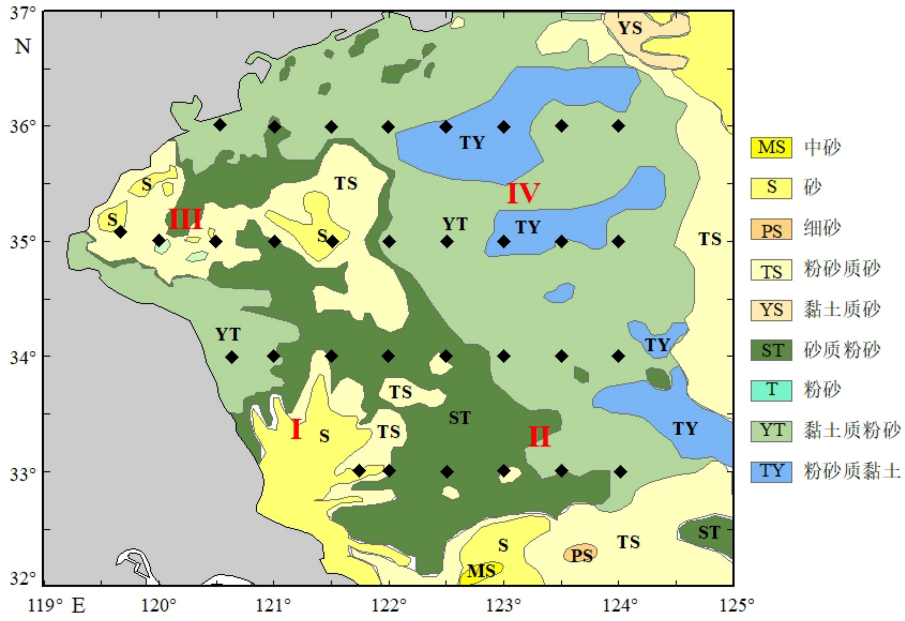 37°
N
36°
35°
34°
33°
32°
119° E
120°
121°
122°
123°
124°
125°
YS
TY
TS
S
IV
S
III
YT
TY
S
S
TS
YT
TY
TS
ST
I
S
TS
II
TY
S
TS
ST
PS
MS
MS 中砂
S 砂
PS 细砂
TS 粉砂质砂
YS 黏土质砂
ST 砂质粉砂
T 粉砂
YT 黏土质粉砂
TY 粉砂质黏土